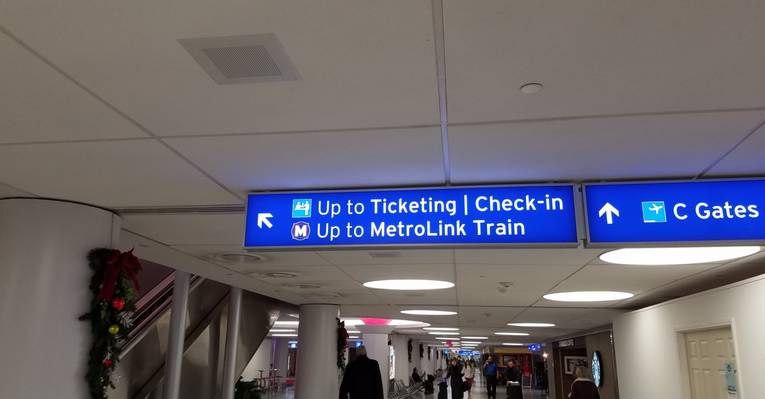 Up to Ticketing | Check-in
M Up to MetroLink Train
C Gates